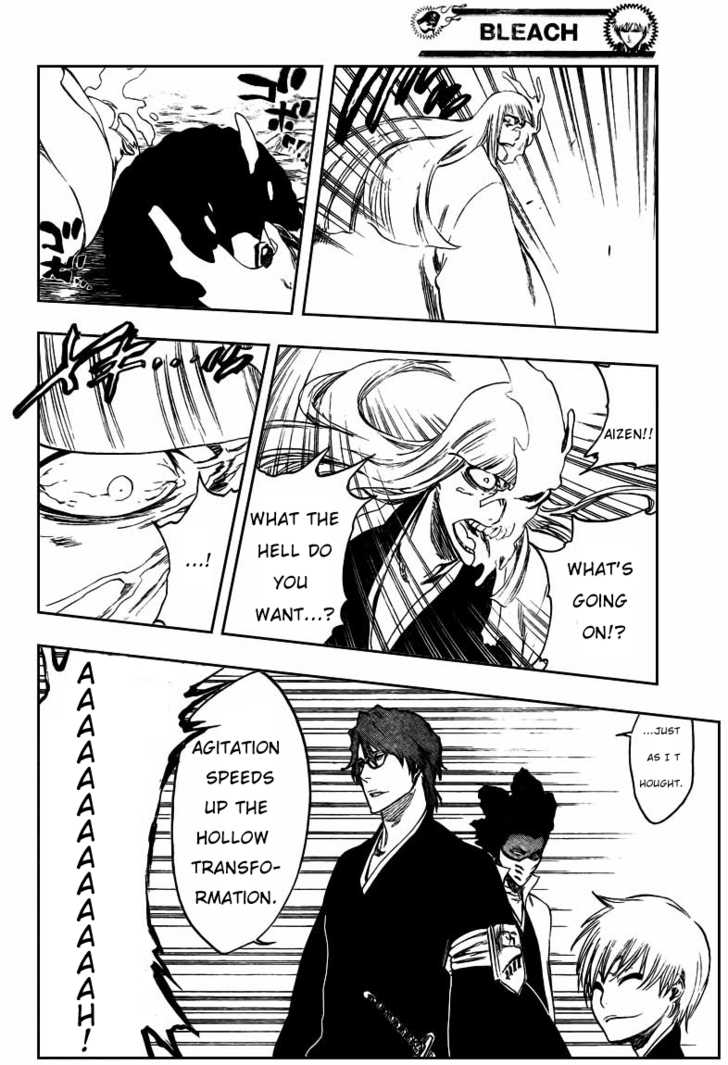 BLEACH
AIZEN!!
WHAT'S
GOING
ON!?
WHAT THE
HELL DO
YOU
WANT...?
...!
...JUST
AS I T
HOUGHT.
AGITATION
SPEEDS
UP THE
HOLLOW
TRANSFO-
RMATION.
AAAAAAAAAAAAAH!